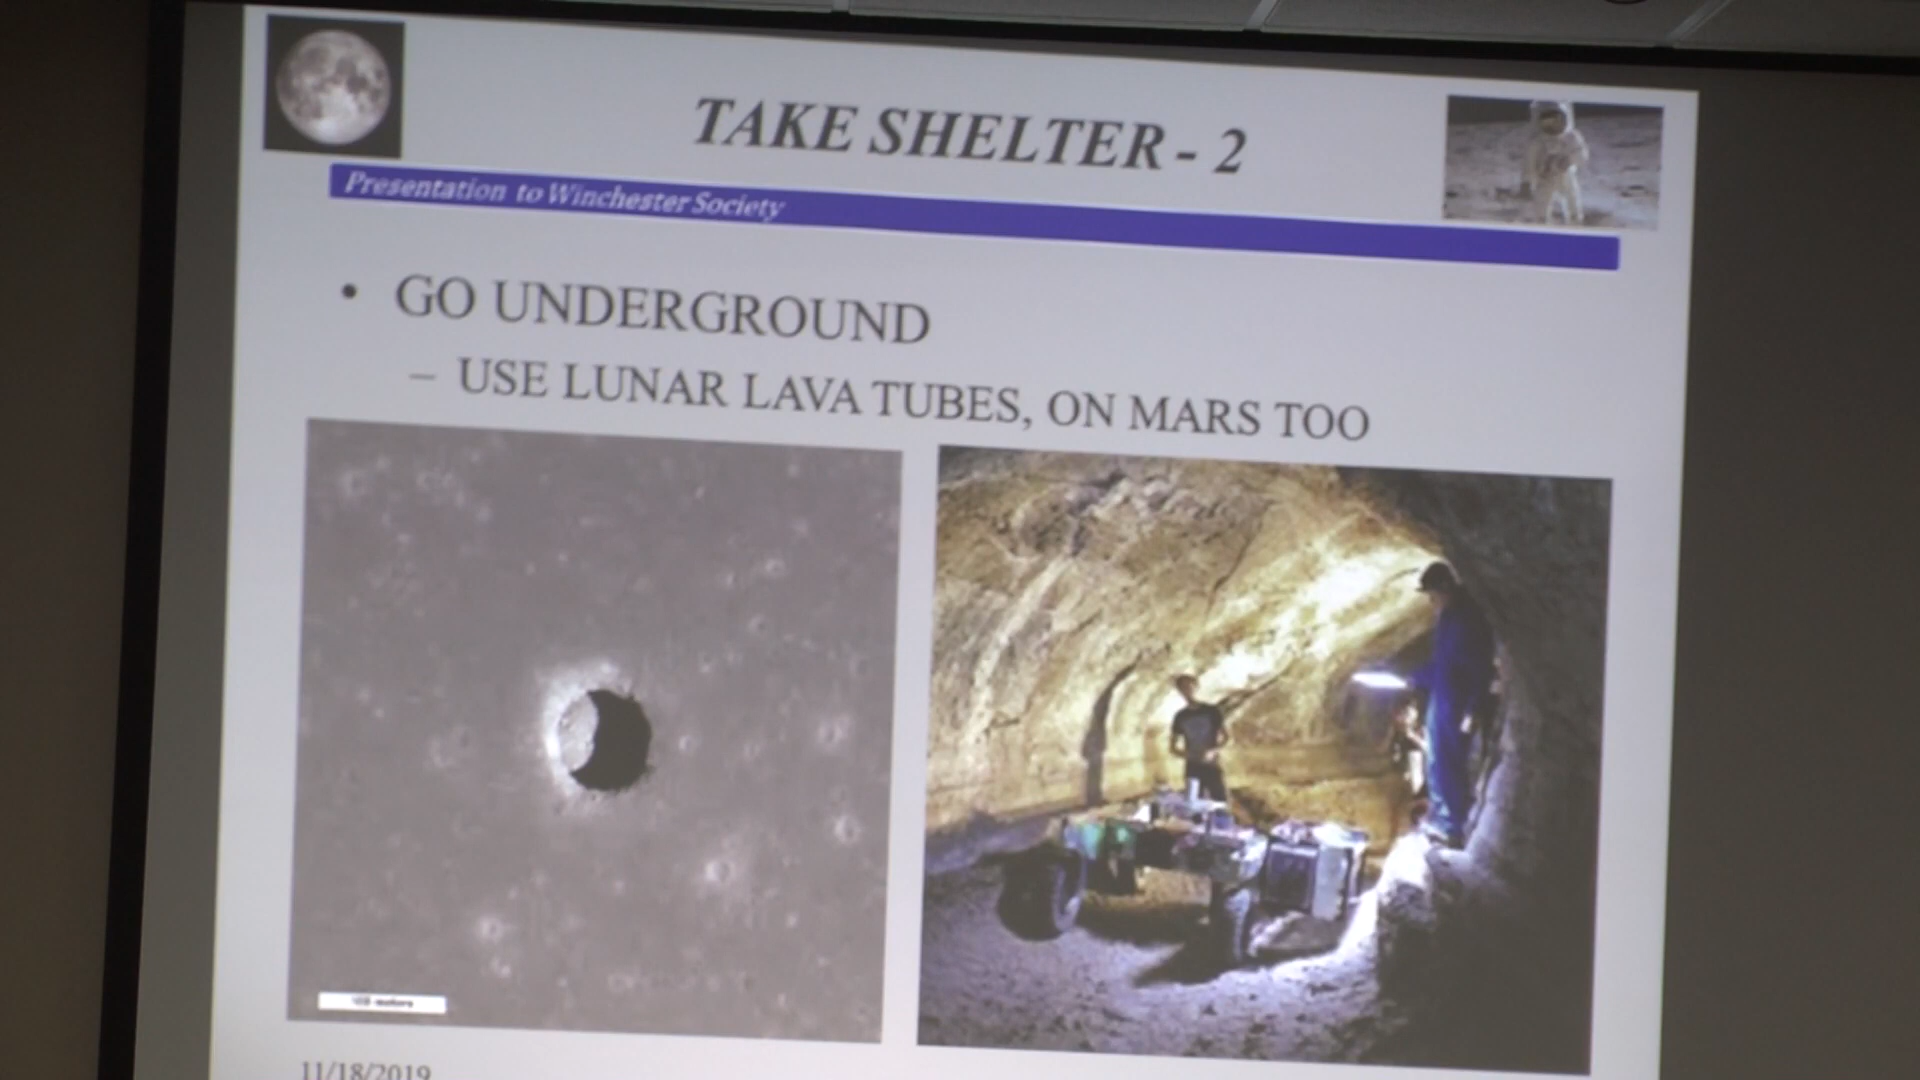 TAKE SHELTER - 2
Presentation to Winchester Society
• GO UNDERGROUND
– USE LUNAR LAVA TUBES, ON MARS TOO
meters
11/18/2019